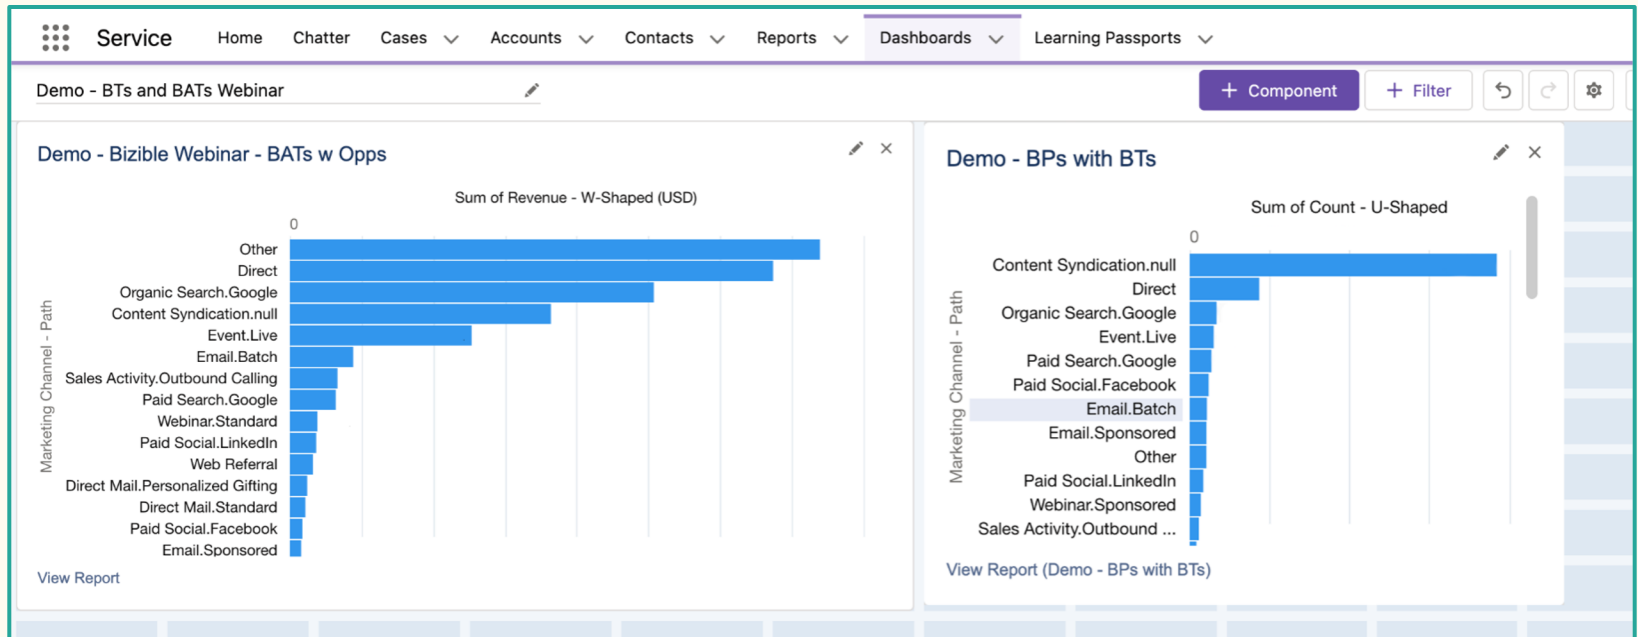 Service
Home
Chatter
Cases
Accounts
Contacts
Reports
Dashboards
Learning Passports
Demo - BTs and BATs Webinar
+ Component
+ Filter
Demo - Bizible Webinar - BATs w Opps
Sum of Revenue - W-Shaped (USD)
0
Marketing Channel - Path
Other
Direct
Organic Search.Google
Content Syndication.null
Event.Live
Email.Batch
Sales Activity.Outbound Calling
Paid Search.Google
Webinar.Standard
Paid Social.LinkedIn
Web Referral
Direct Mail.Personalized Gifting
Direct Mail.Standard
Paid Social.Facebook
Email.Sponsored
View Report
Demo - BPs with BTs
Sum of Count - U-Shaped
0
Marketing Channel - Path
Content Syndication.null
Direct
Organic Search.Google
Event.Live
Paid Search.Google
Paid Social.Facebook
Email.Batch
Email.Sponsored
Other
Paid Social.LinkedIn
Webinar.Sponsored
Sales Activity.Outbound ...
View Report (Demo - BPs with BTs)